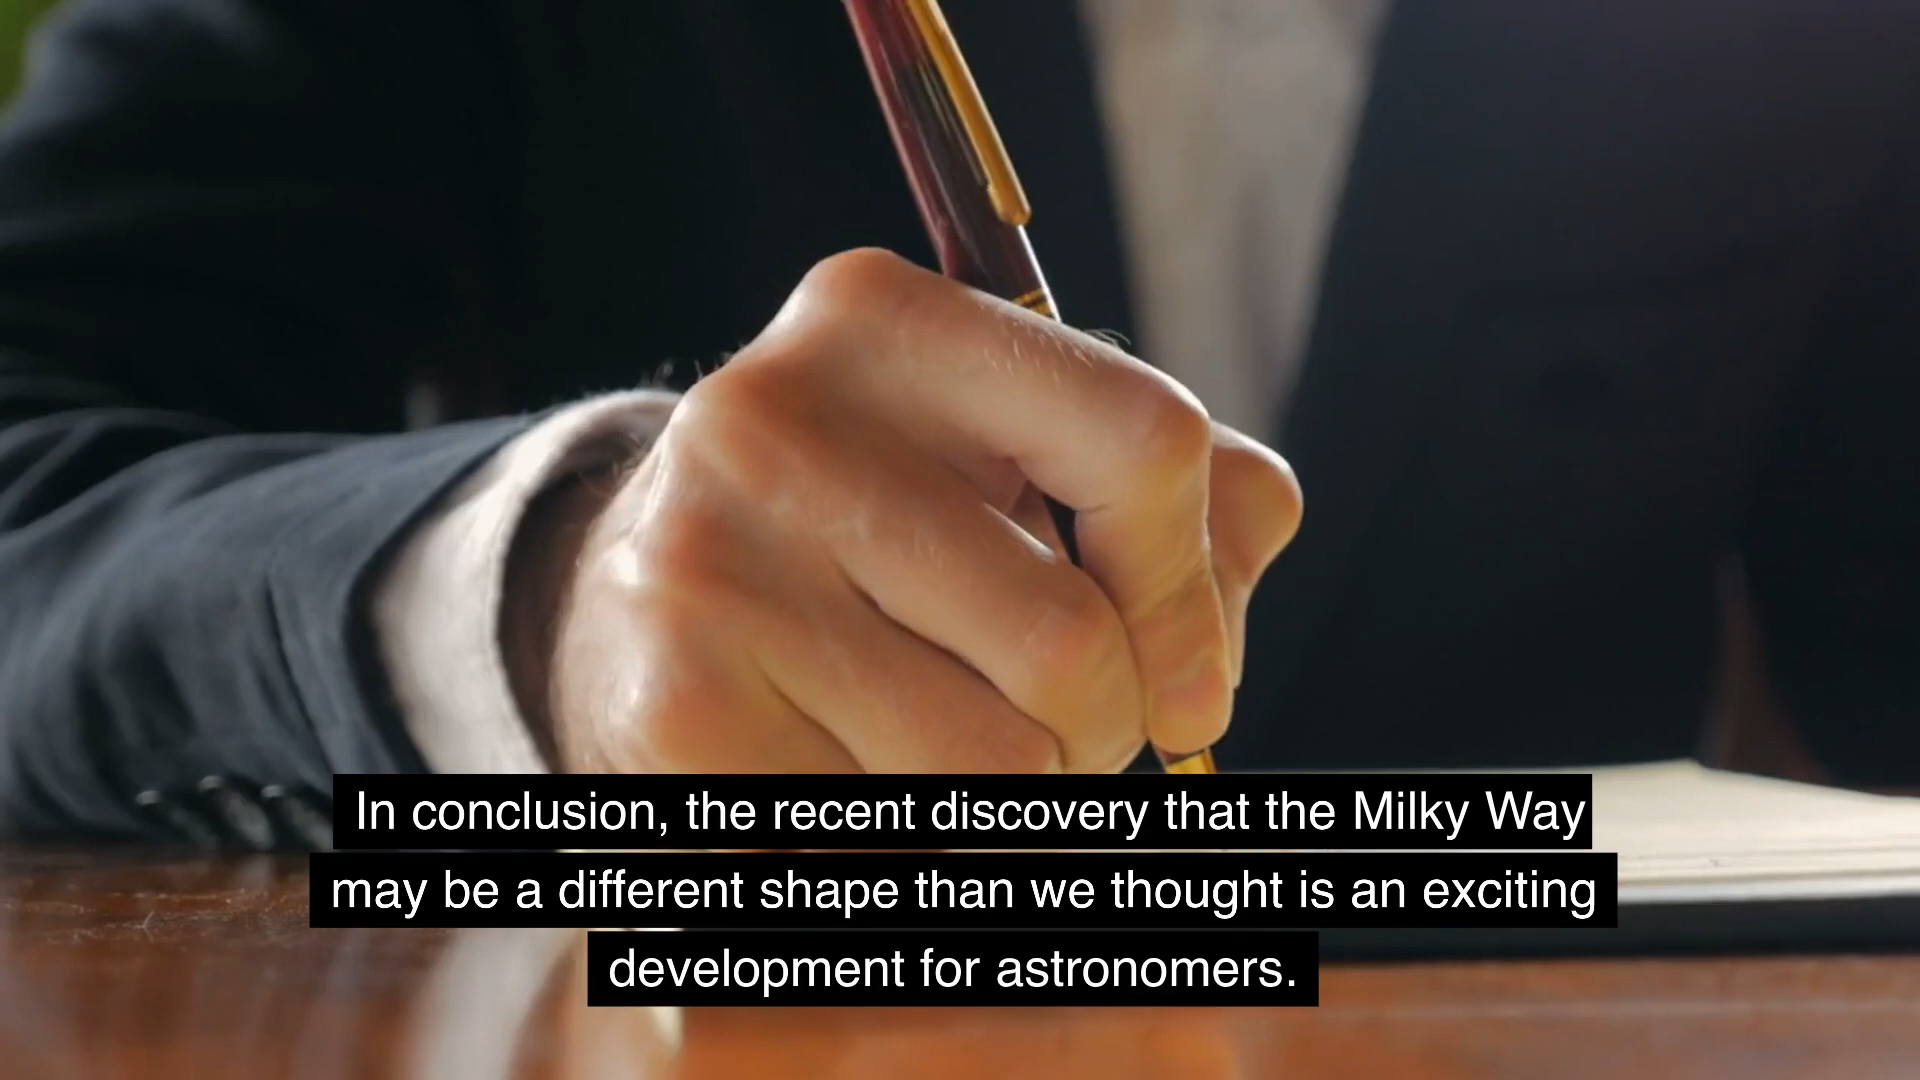 In conclusion, the recent discovery that the Milky Way
may be a different shape than we thought is an exciting
development for astronomers.